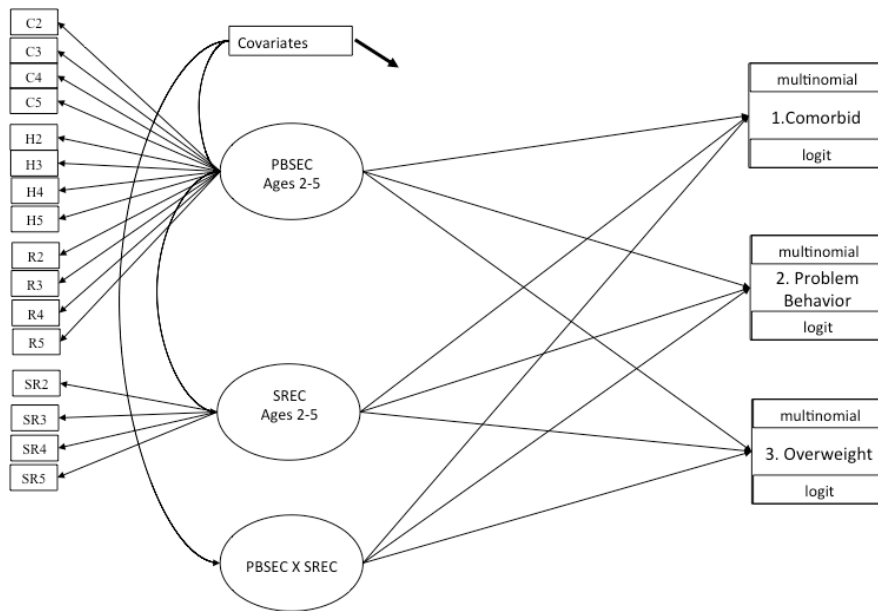 C2
C3
C4
C5
H2
H3
H4
H5
R2
R3
R4
R5
SR2
SR3
SR4
SR5
Covariates
PBSEC
Ages 2-5
SREC
Ages 2-5
PBSEC X SREC
multinomial
1.Comorbid
logit
multinomial
2. Problem
Behavior
logit
multinomial
3. Overweight
logit